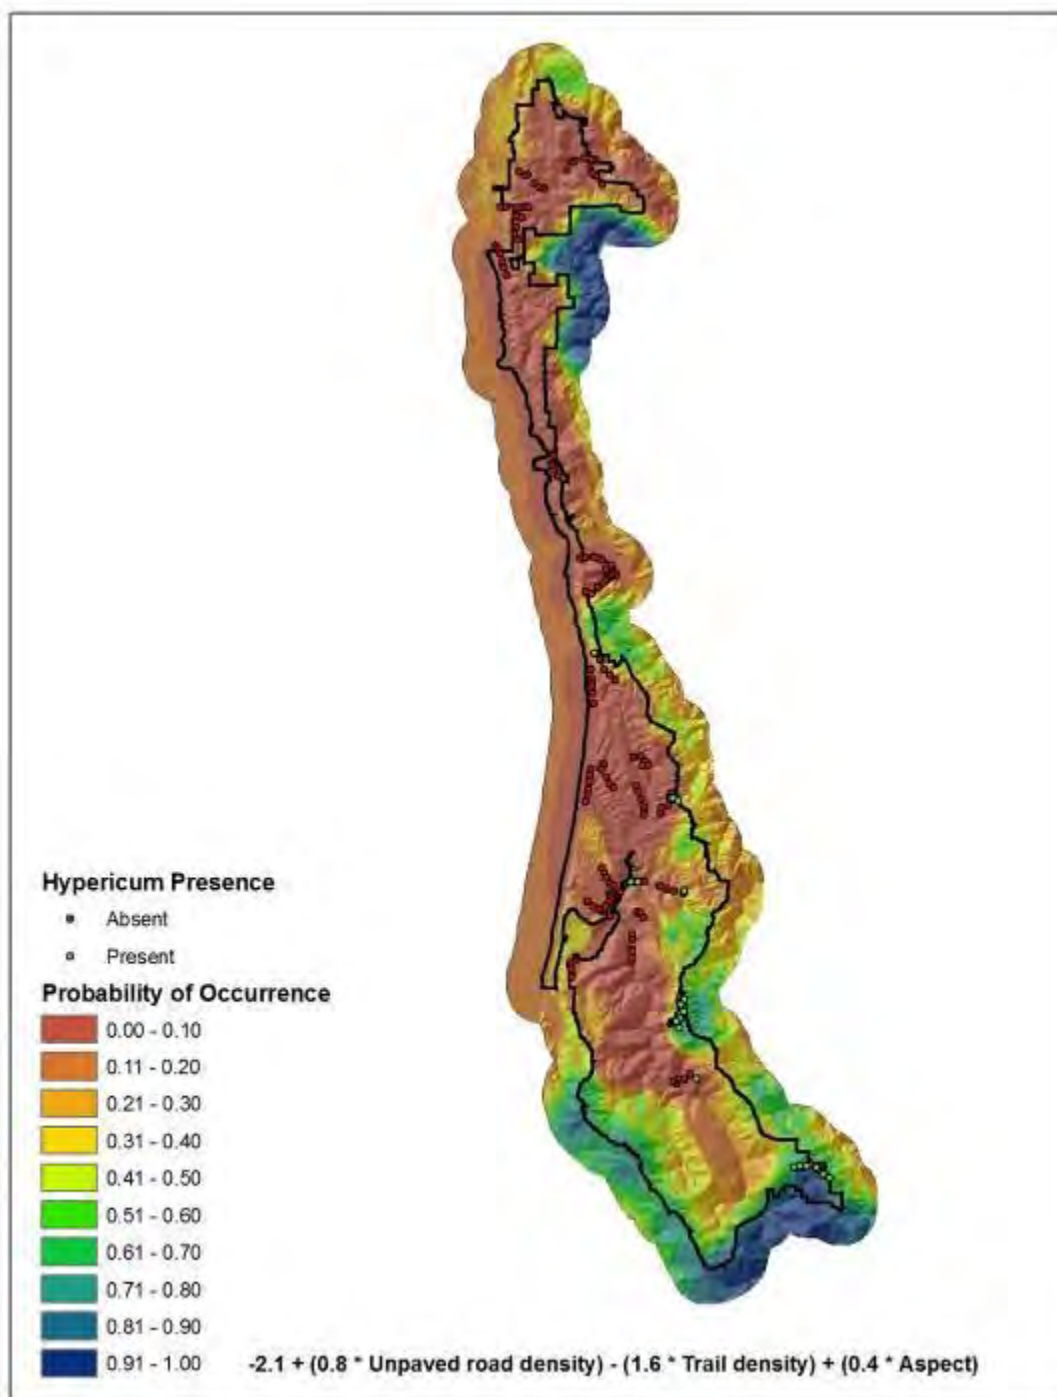 Hypericum Presence
Absent
Present
Probability of Occurrence
0.00 - 0.10
0.11 - 0.20
0.21 - 0.30
0.31 - 0.40
0.41 - 0.50
0.51 - 0.60
0.61 - 0.70
0.71 - 0.80
0.81 - 0.90
0.91 - 1.00
-2.1 + (0.8 * Unpaved road density) - (1.6 * Trail density) + (0.4 * Aspect)